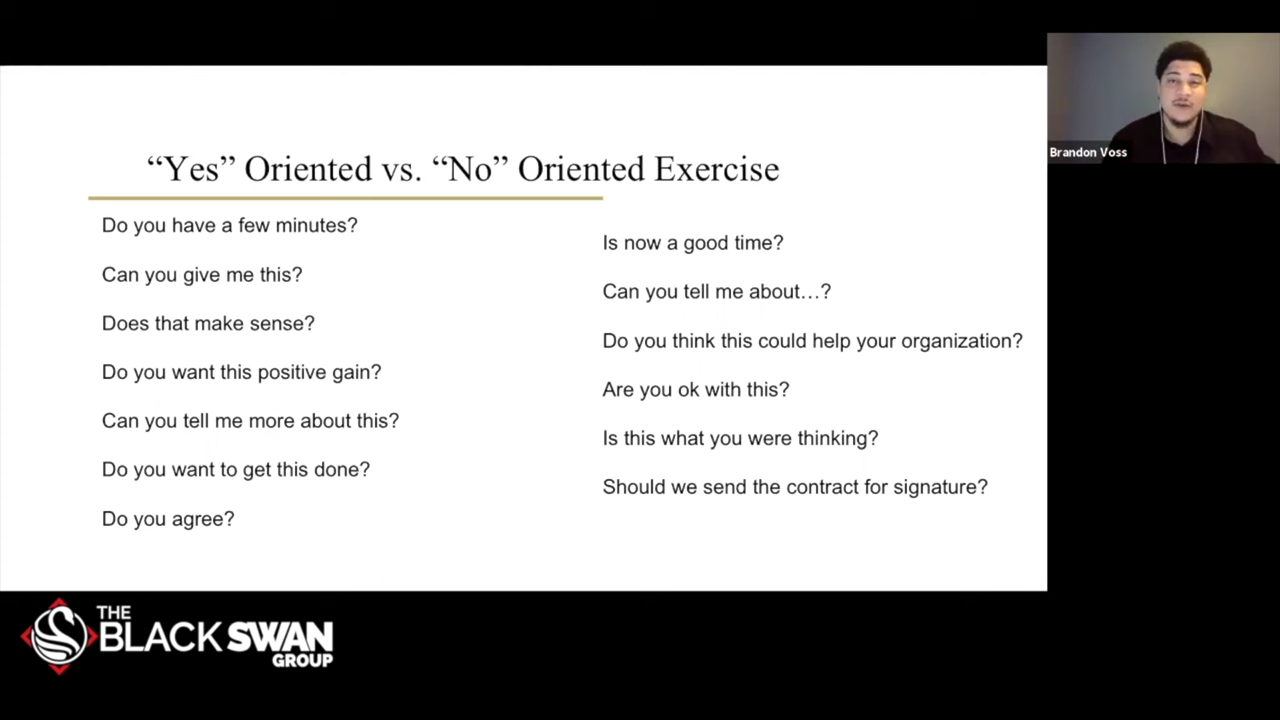 “Yes” Oriented vs. “No” Oriented Exercise
Do you have a few minutes?
Can you give me this?
Does that make sense?
Do you want this positive gain?
Can you tell me more about this?
Do you want to get this done?
Do you agree?
Is now a good time?
Can you tell me about…?
Do you think this could help your organization?
Are you ok with this?
Is this what you were thinking?
Should we send the contract for signature?
Brandon Voss
THE
BLACK SWAN
GROUP